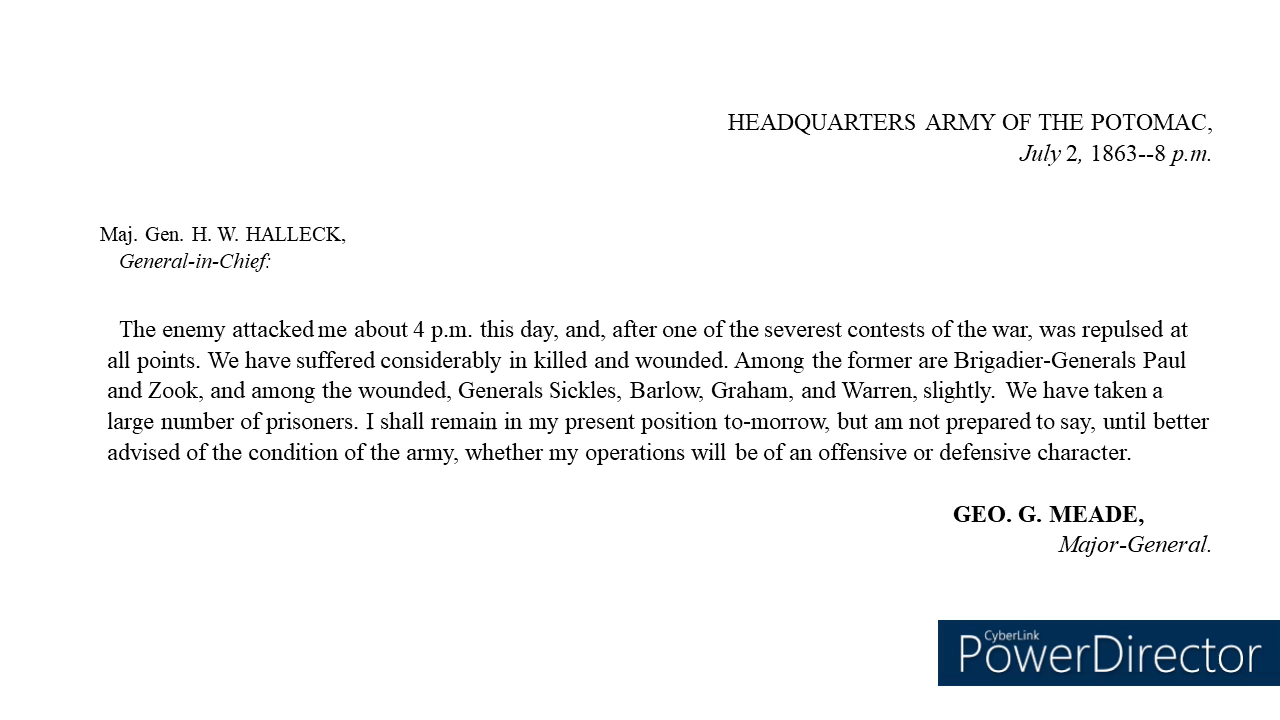 HEADQUARTERS ARMY OF THE POTOMAC,
July 2, 1863--8 p.m.
Maj. Gen. H. W. HALLECK,
General-in-Chief:
The enemy attacked me about 4 p.m. this day, and, after one of the severest contests of the war, was repulsed at
all points. We have suffered considerably in killed and wounded. Among the former are Brigadier-Generals Paul
and Zook, and among the wounded, Generals Sickles, Barlow, Graham, and Warren, slightly. We have taken a
large number of prisoners. I shall remain in my present position to-morrow, but am not prepared to say, until better
advised of the condition of the army, whether my operations will be of an offensive or defensive character.
GEO. G. MEADE,
Major-General.
CyberLink
PowerDirector